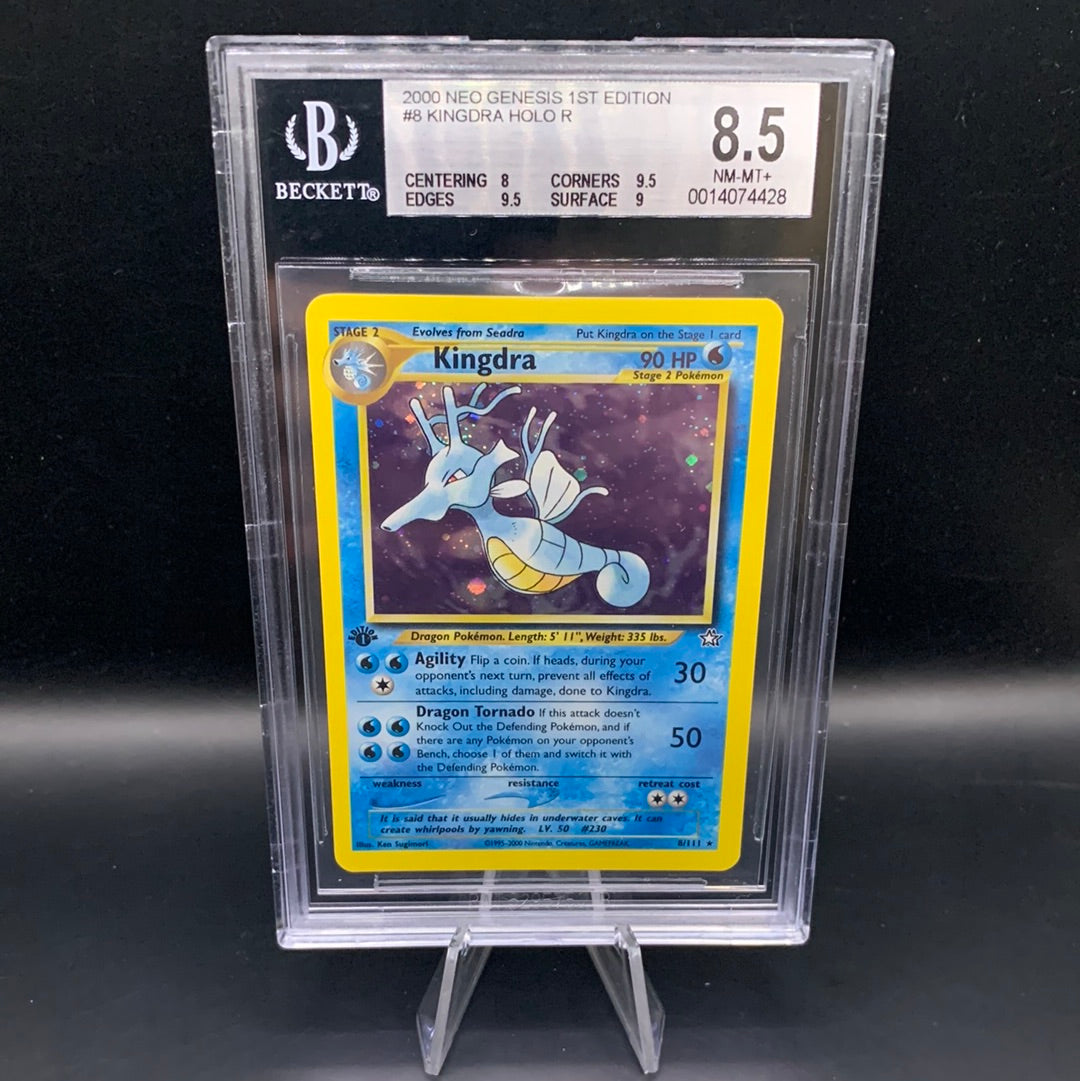 2000 NEO GENESIS 1ST EDITION
#8 KINGDRA HOLO R
8.5
NM-MT+
0014074428
B
BECKETT®
CENTERING 8 CORNERS 9.5
EDGES 9.5 SURFACE 9
STAGE 2 Evolves from Seadra Put Kingdra on the Stage 1 card
Kingdra 90 HP
Stage 2 Pokémon
EDITION
1
Dragon Pokémon. Length: 5' 11", Weight: 335 lbs.
Agility Flip a coin. If heads, during your
opponent's next turn, prevent all effects of
attacks, including damage, done to Kingdra.
30
Dragon Tornado If this attack doesn't
Knock Out the Defending Pokémon, and if
there are any Pokémon on your opponent's
Bench, choose 1 of them and switch it with
the Defending Pokémon.
50
weakness resistance retreat cost
It is said that it usually hides in underwater caves. It can
create whirlpools by yawning. LV. 50 #230
Illus. Ken Sugimori ©1995-2000 Nintendo, Creatures, GAMEFREAK. 8/111 ★